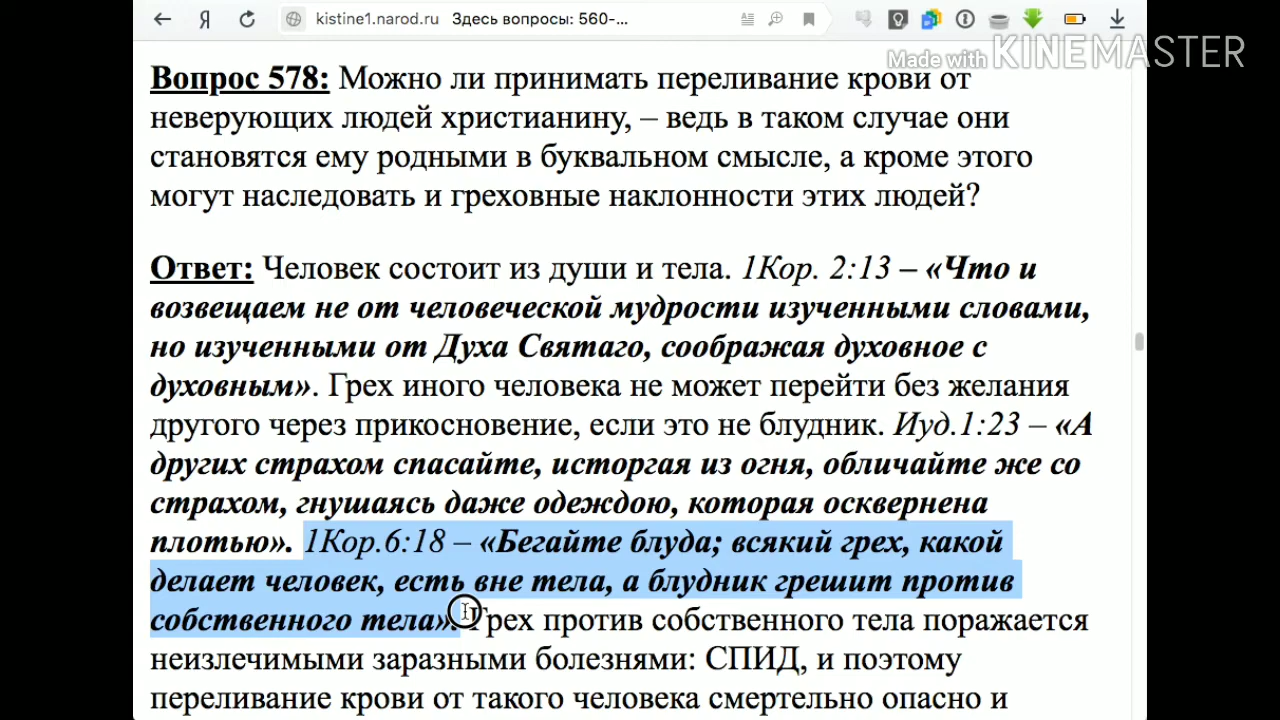 kistine1.narod.ru Здесь вопросы: 560-...
Made with KINEMASTER
Вопрос 578: Можно ли принимать переливание крови от
неверующих людей христианину, – ведь в таком случае они
становятся ему родными в буквальном смысле, а кроме этого
могут наследовать и греховные наклонности этих людей?
Ответ: Человек состоит из души и тела. 1Кор. 2:13 – «Что и
возвещаем не от человеческой мудрости изученными словами,
но изученными от Духа Святаго, соображая духовное с
духовным». Грех иного человека не может перейти без желания
другого через прикосновение, если это не блудник. Иуд.1:23 – «А
других страхом спасайте, исторгая из огня, обличайте же со
страхом, гнушаясь даже одеждою, которая осквернена
плотью». 1Кор.6:18 – «Бегайте блуда; всякий грех, какой
делает человек, есть вне тела, а блудник грешит против
собственного тела». Грех против собственного тела поражается
неизлечимыми заразными болезнями: СПИД, и поэтому
переливание крови от такого человека смертельно опасно и